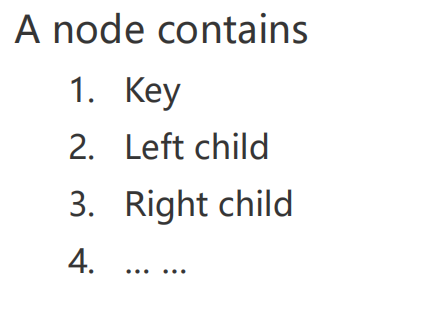 A node contains
1. Key
2. Left child
3. Right child
4. ... ...